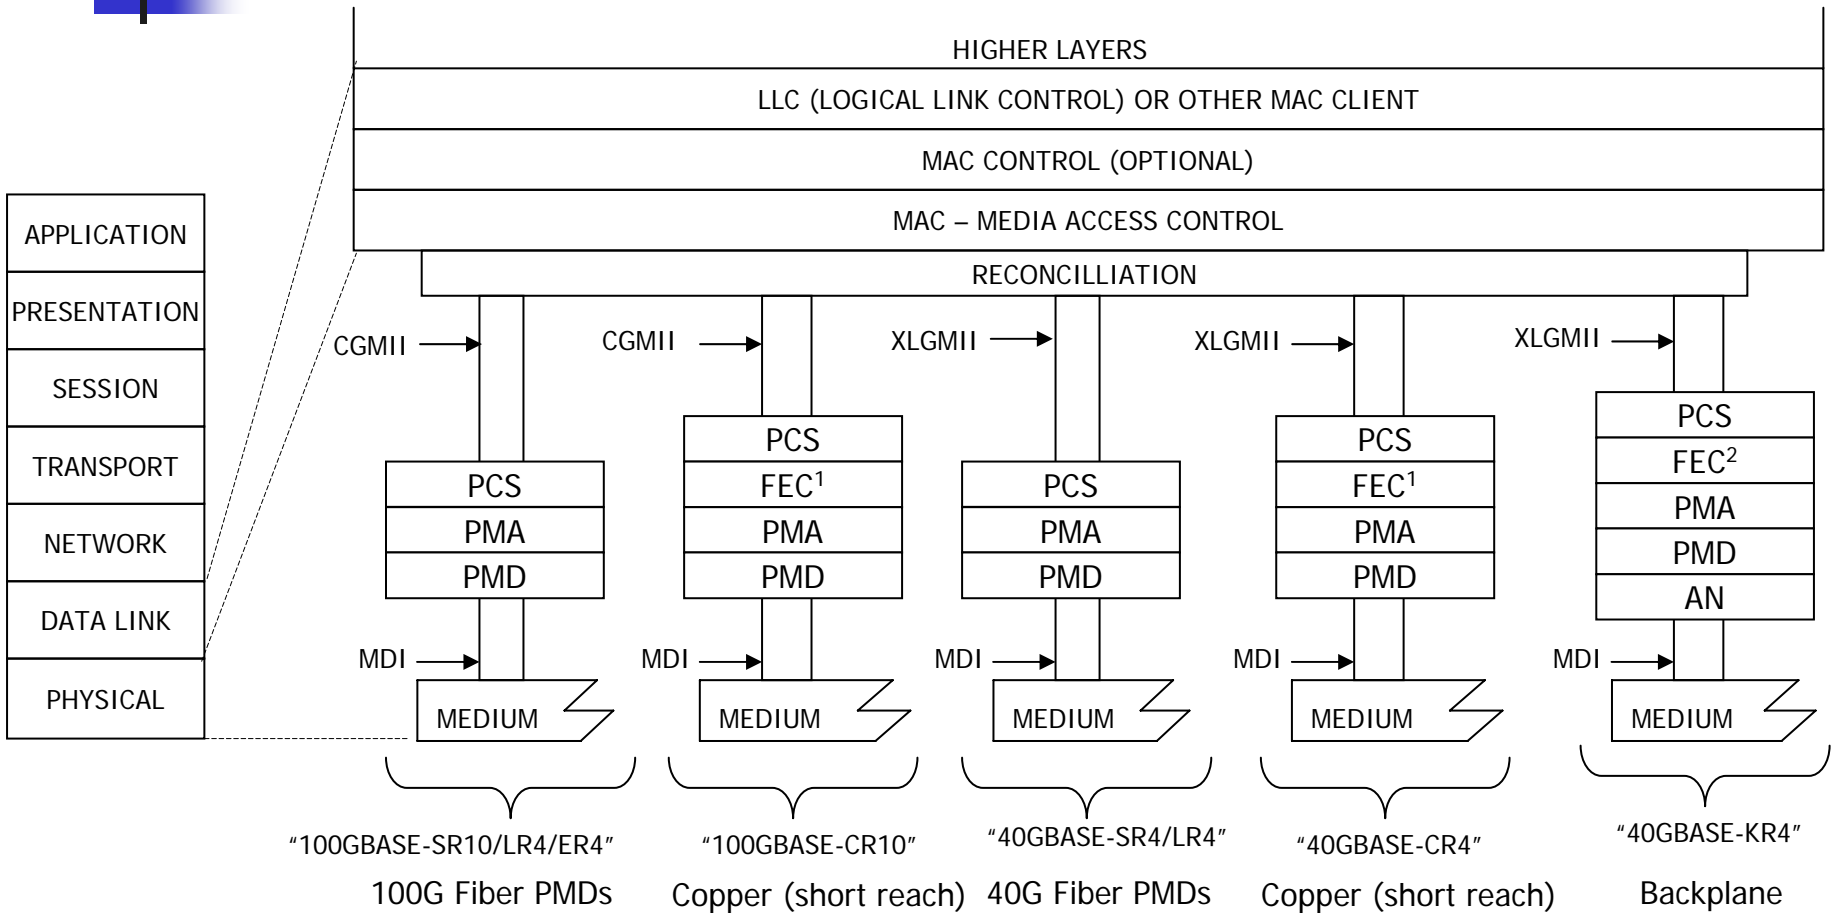 HIGHER LAYERS
LLC (LOGICAL LINK CONTROL) OR OTHER MAC CLIENT
MAC CONTROL (OPTIONAL)
MAC – MEDIA ACCESS CONTROL
RECONCILLIATION
APPLICATION
PRESENTATION
SESSION
TRANSPORT
NETWORK
DATA LINK
PHYSICAL
CGMII
PCS
PMA
PMD
MDI
MEDIUM
“100GBASE-SR10/LR4/ER4”
100G Fiber PMDs
CGMII
PCS
FEC¹
PMA
PMD
MDI
MEDIUM
“100GBASE-CR10”
Copper (short reach)
XLGMII
PCS
PMA
PMD
MDI
MEDIUM
“40GBASE-SR4/LR4”
40G Fiber PMDs
XLGMII
PCS
FEC¹
PMA
PMD
MDI
MEDIUM
“40GBASE-CR4”
Copper (short reach)
XLGMII
PCS
FEC²
PMA
PMD
AN
MDI
MEDIUM
“40GBASE-KR4”
Backplane